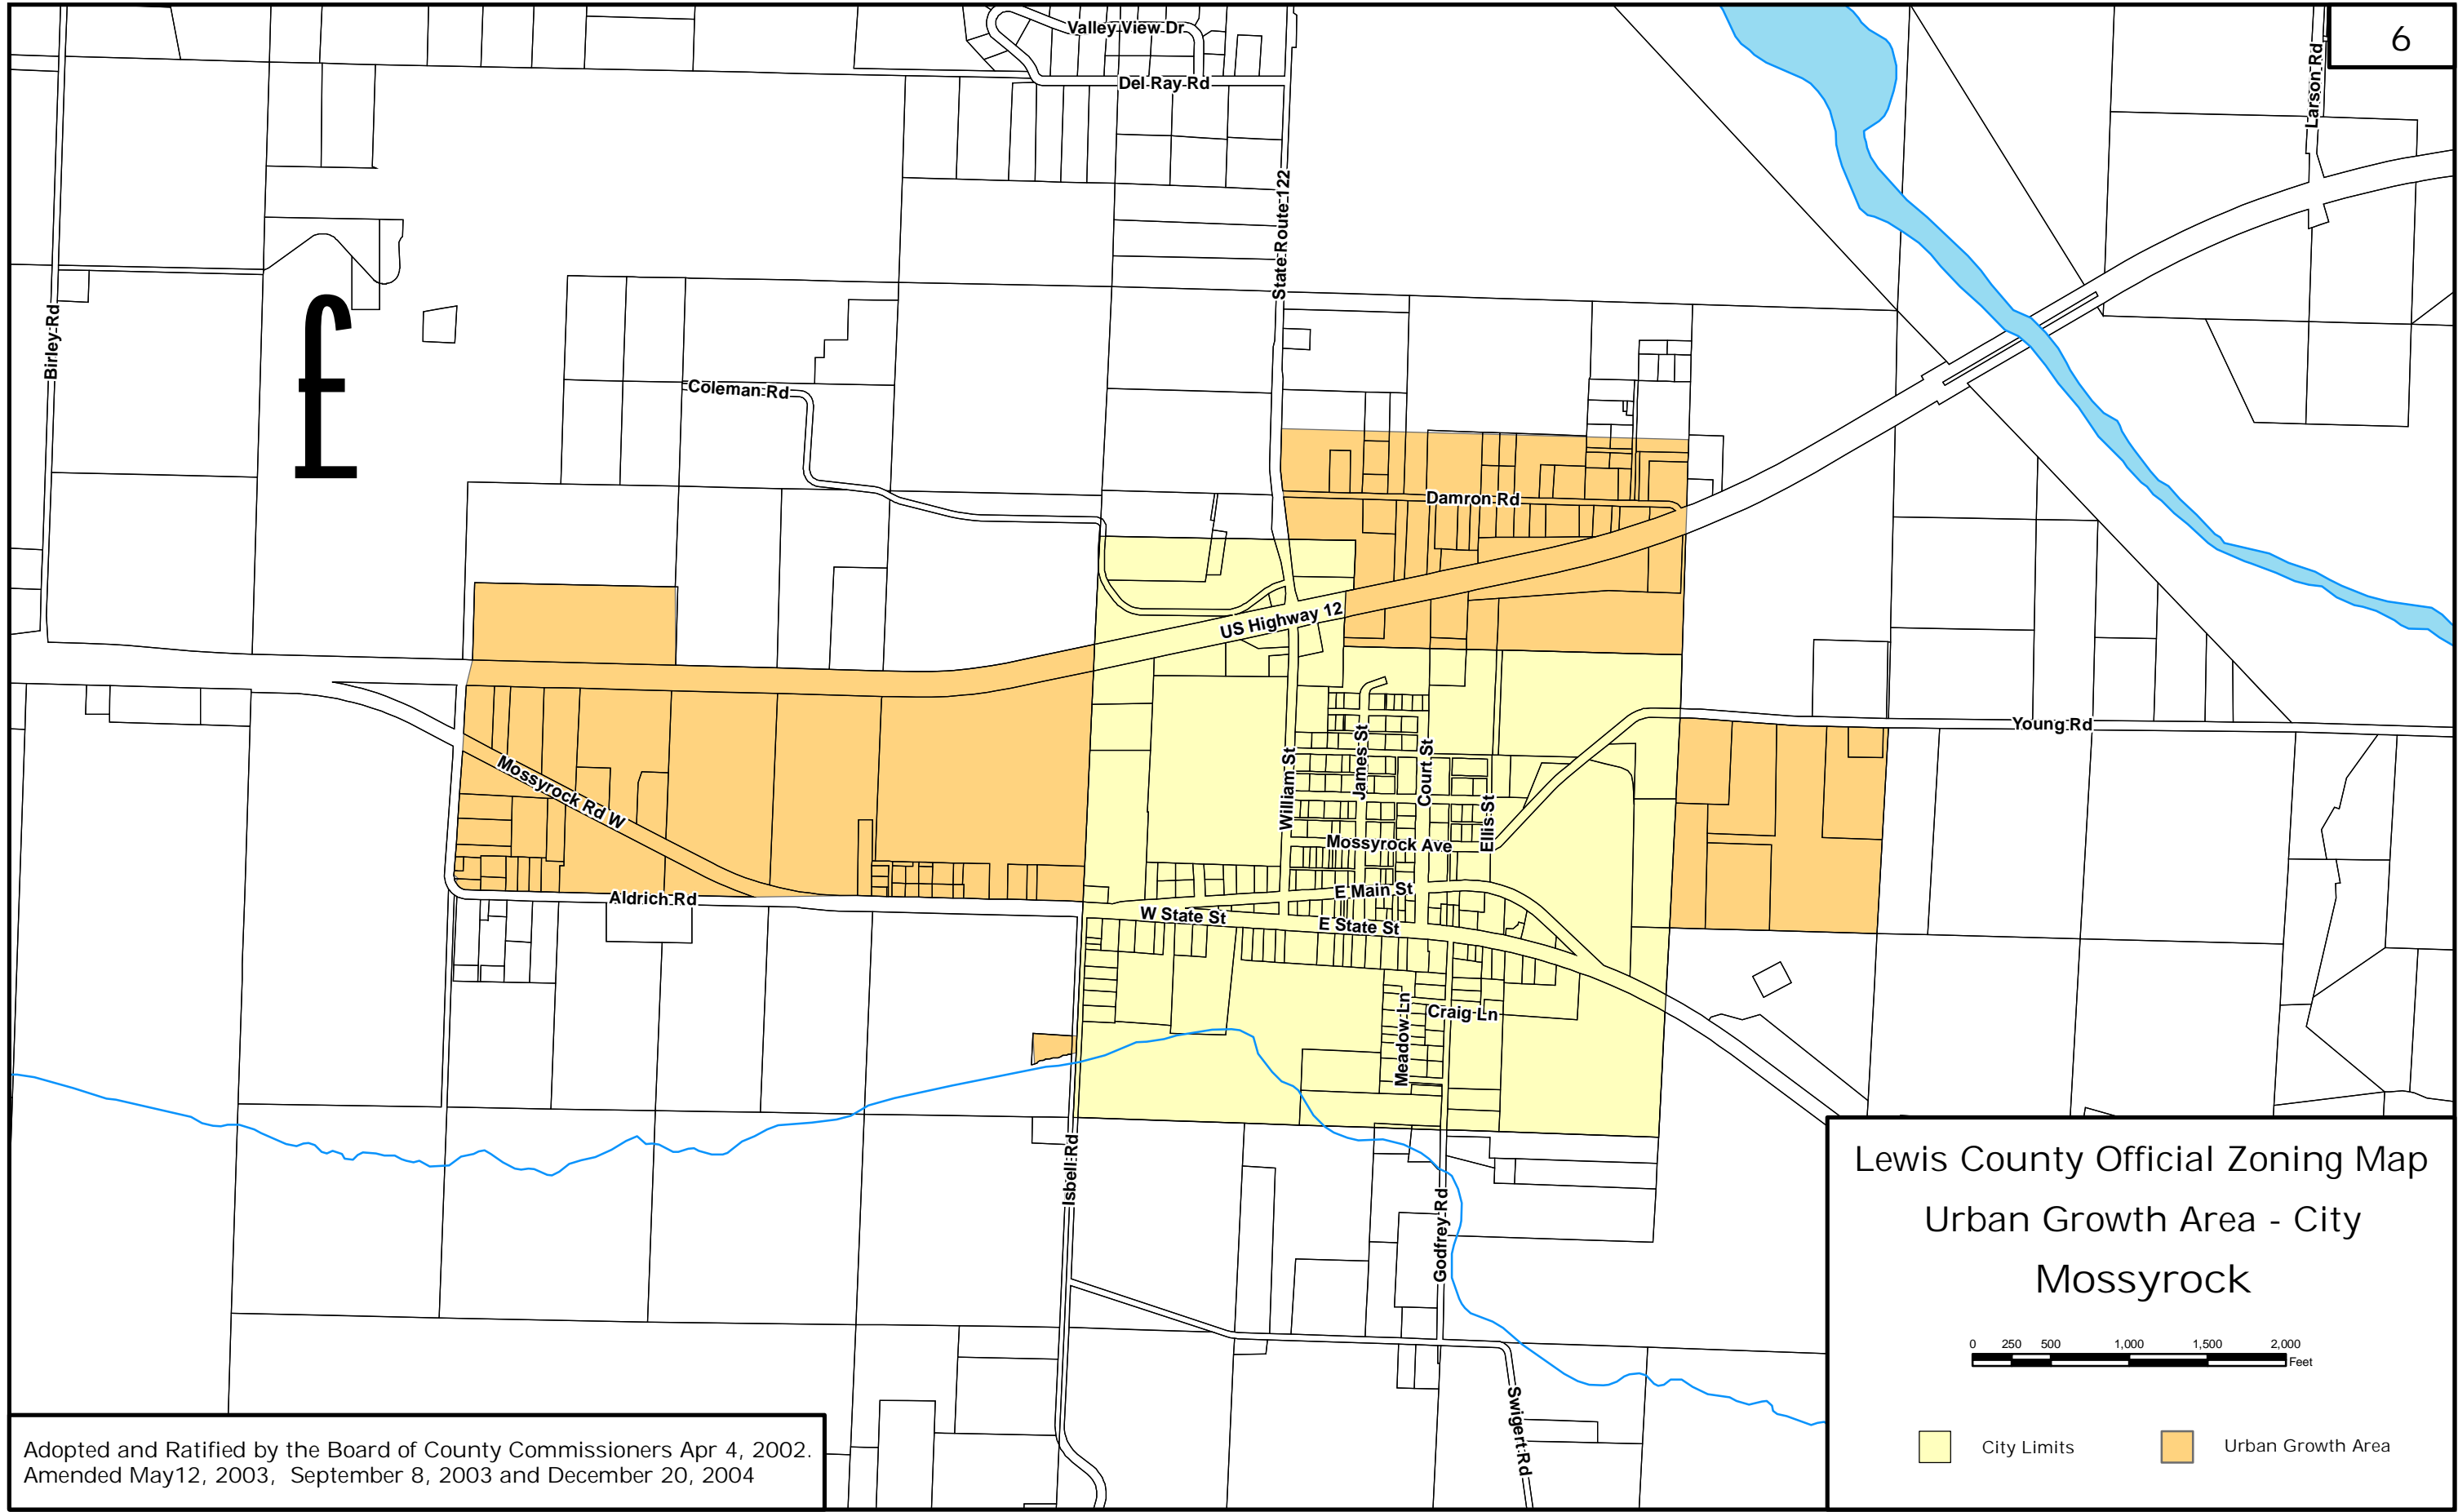 Valley View Dr
6
Del Ray Rd
Larson Rd
State Route 122
Birley Rd
£
Coleman Rd
Damron Rd
US Highway 12
Young Rd
Mossyrock Rd W
William St
James St
Court St
Ellis St
Mossyrock Ave
Aldrich Rd
E Main St
W State St
E State St
Meadow Ln
Craig Ln
Isbell Rd
Godfrey Rd
Swigert Rd
Lewis County Official Zoning Map
Urban Growth Area - City
Mossyrock
0 250 500 1,000 1,500 2,000
Feet
City Limits
Urban Growth Area
Adopted and Ratified by the Board of County Commissioners Apr 4, 2002.
Amended May12, 2003, September 8, 2003 and December 20, 2004